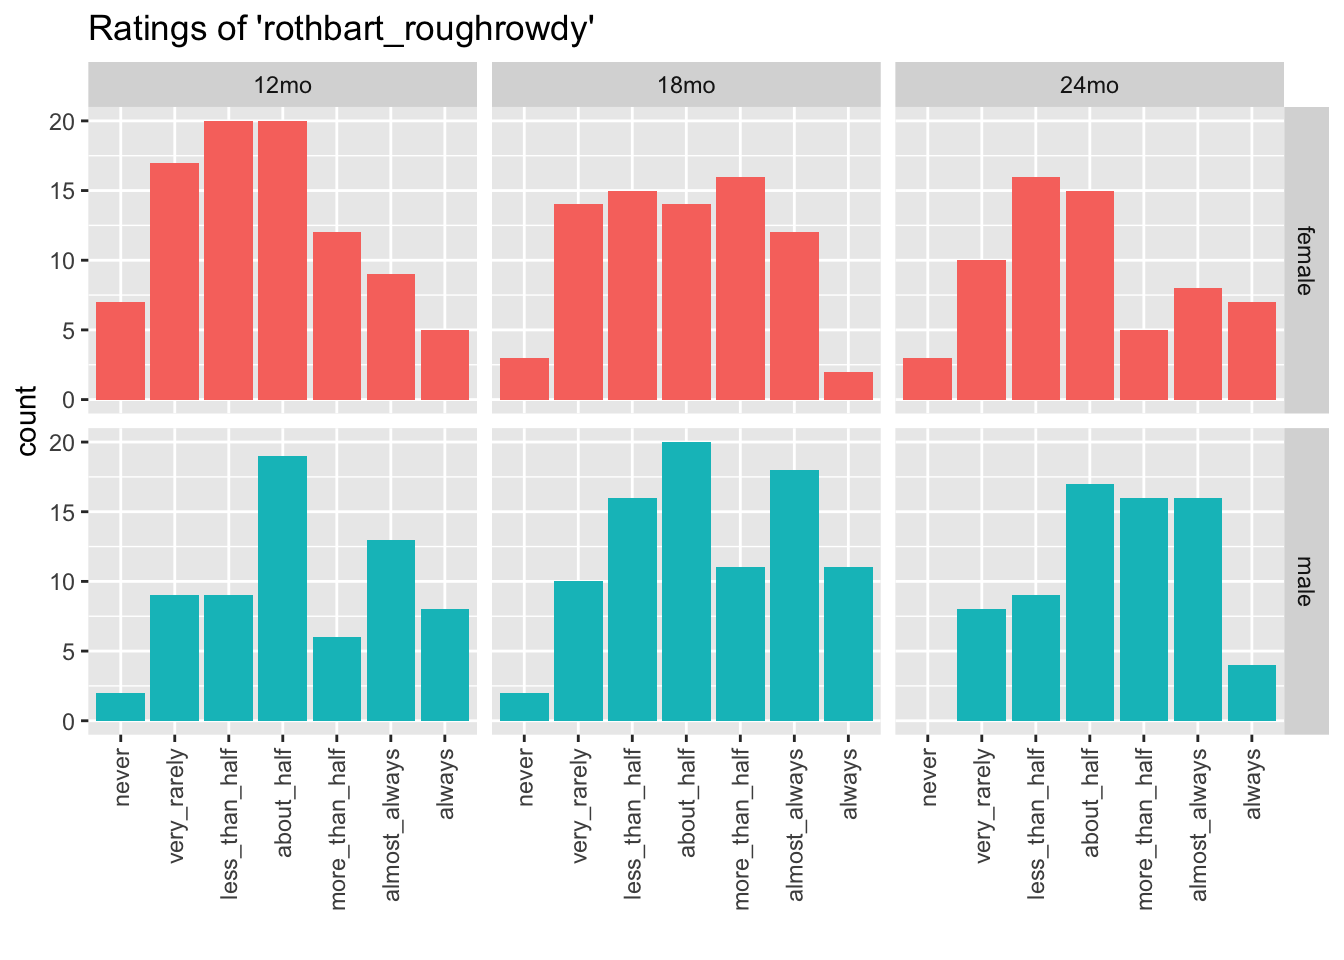 Ratings of 'rothbart_roughrowdy'
12mo 18mo 24mo
20
15
10
5
0
female
count
20
15
10
5
0
male
never very_rarely less_than_half about_half more_than_half almost_always always
never very_rarely less_than_half about_half more_than_half almost_always always
never very_rarely less_than_half about_half more_than_half almost_always always